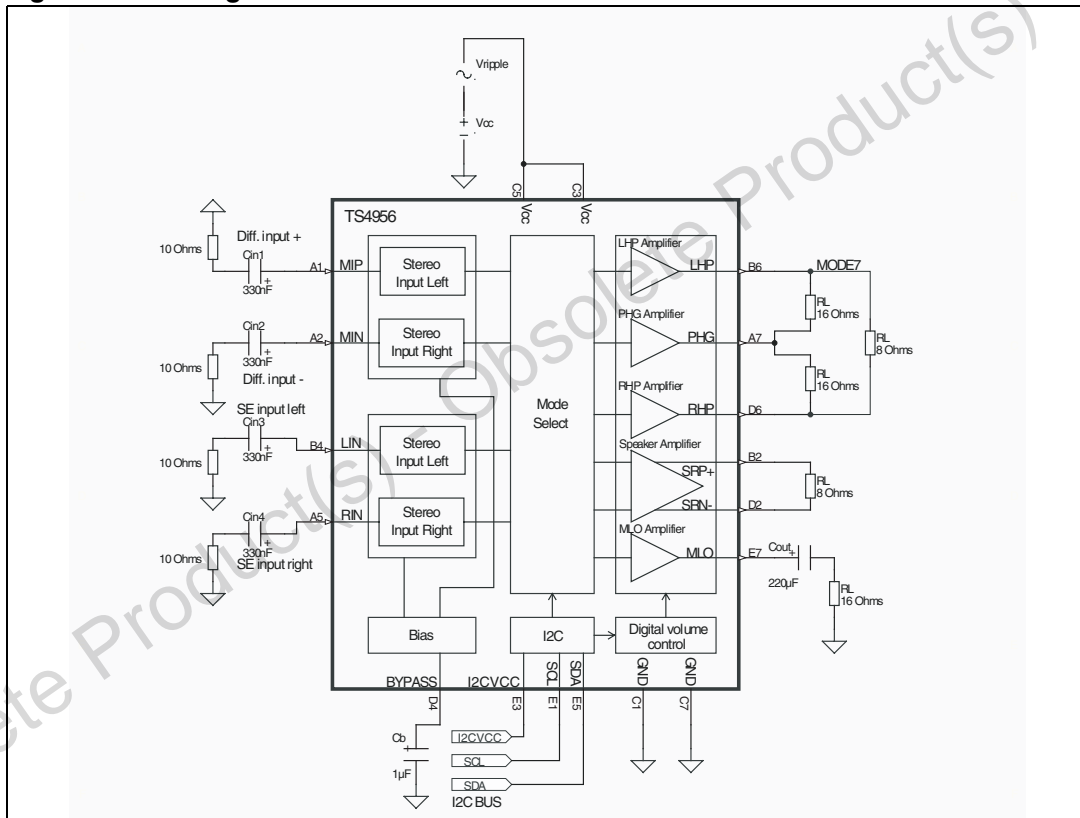 Vripple
Vcc
C5
Vcc
C3
Vcc
TS4956
10 Ohms
Diff. input +
Cin1
330nF
A1
MIP
Stereo
Input Left
10 Ohms
Cin2
330nF
Diff. input -
A2
MIN
Stereo
Input Right
10 Ohms
SE input left
Cin3
330nF
B4
LIN
Stereo
Input Left
10 Ohms
Cin4
330nF
SE input right
A5
RIN
Stereo
Input Right
Mode
Select
LHP Amplifier
LHP
B6
MODE7
PHG Amplifier
PHG
A7
RHP Amplifier
RHP
D6
RL
16 Ohms
RL
16 Ohms
RL
8 Ohms
Speaker Amplifier
SRP+
SRN-
B2
D2
RL
8 Ohms
MLO Amplifier
MLO
E7
Cout
220µF
RL
16 Ohms
Bias
I2C
Digital volume
control
BYPASS
D4
I2CVCC
E3
SCL
E1
SDA
E5
GND
C1
GND
C7
Cb
1µF
I2CVCC
SCL
SDA
I2C BUS
ete Product(s) - Obsolete Product(s)